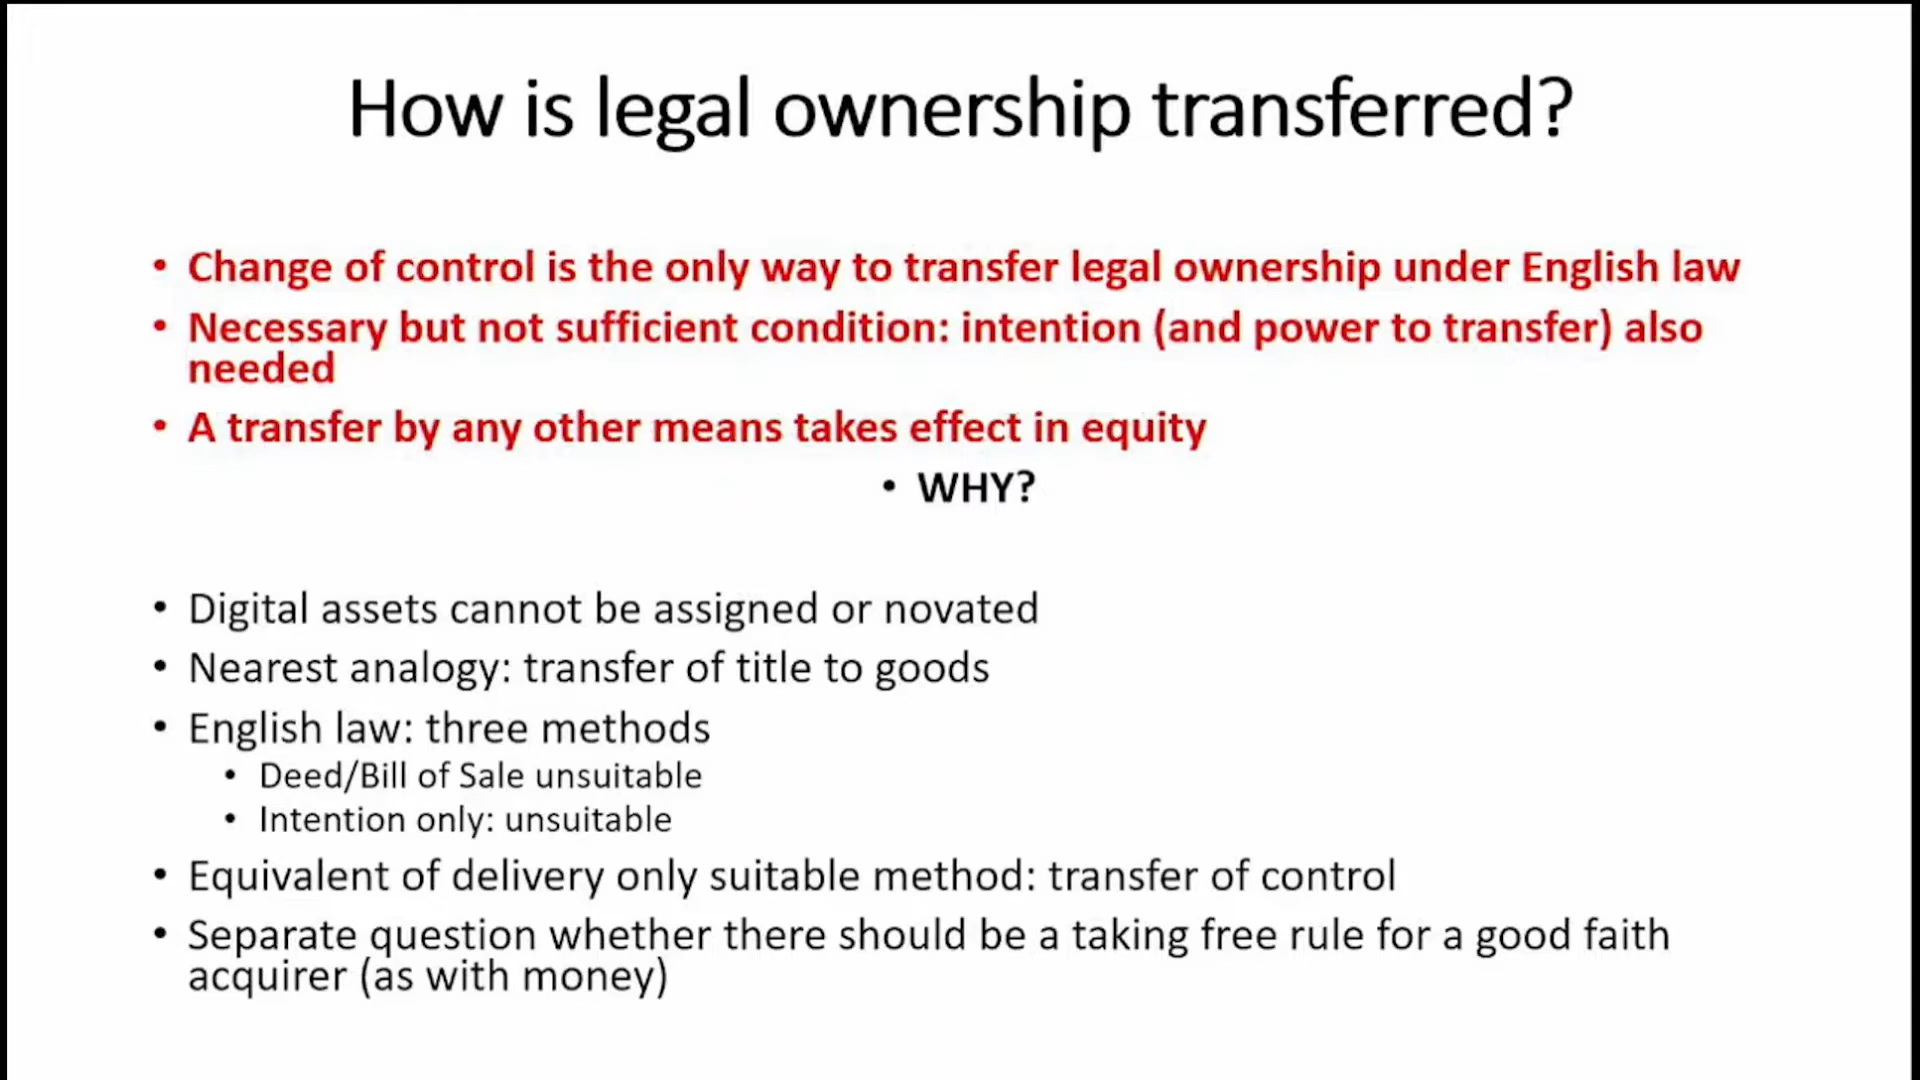 How is legal ownership transferred?
• Change of control is the only way to transfer legal ownership under English law
• Necessary but not sufficient condition: intention (and power to transfer) also
needed
• A transfer by any other means takes effect in equity
• WHY?
• Digital assets cannot be assigned or novated
• Nearest analogy: transfer of title to goods
• English law: three methods
• Deed/Bill of Sale unsuitable
• Intention only: unsuitable
• Equivalent of delivery only suitable method: transfer of control
• Separate question whether there should be a taking free rule for a good faith
acquirer (as with money)